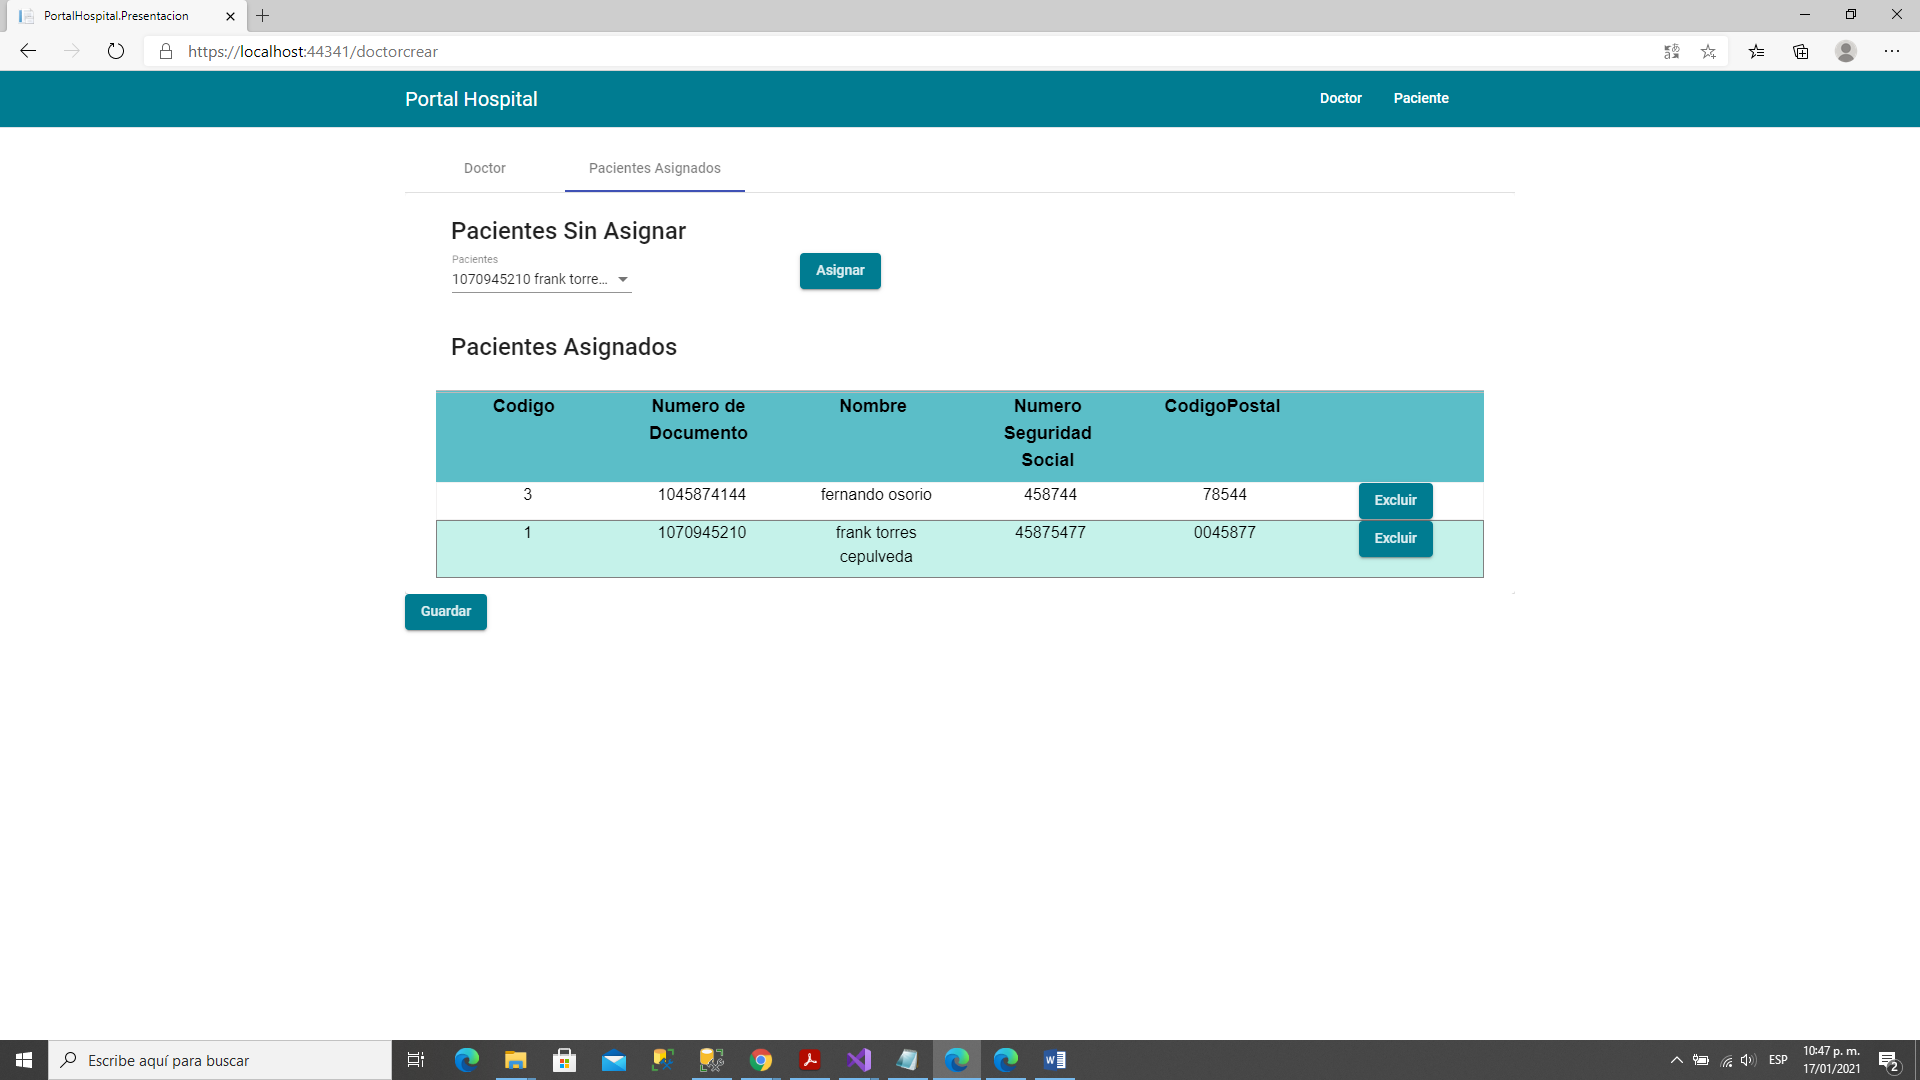 PortalHospital.Presentacion
https://localhost:44341/doctorcrear
Portal Hospital
Doctor
Paciente
Doctor
Pacientes Asignados
Pacientes Sin Asignar
Pacientes
1070945210 frank torre...
Asignar
Pacientes Asignados
Codigo
Numero de
Documento
Nombre
Numero
Seguridad
Social
CodigoPostal
3 1045874144 fernando osorio 458744 78544 Excluir
1 1070945210 frank torres 45875477 0045877 Excluir
cepulveda
Guardar
Escribe aquí para buscar
ESP
10:47 p. m.
17/01/2021
2